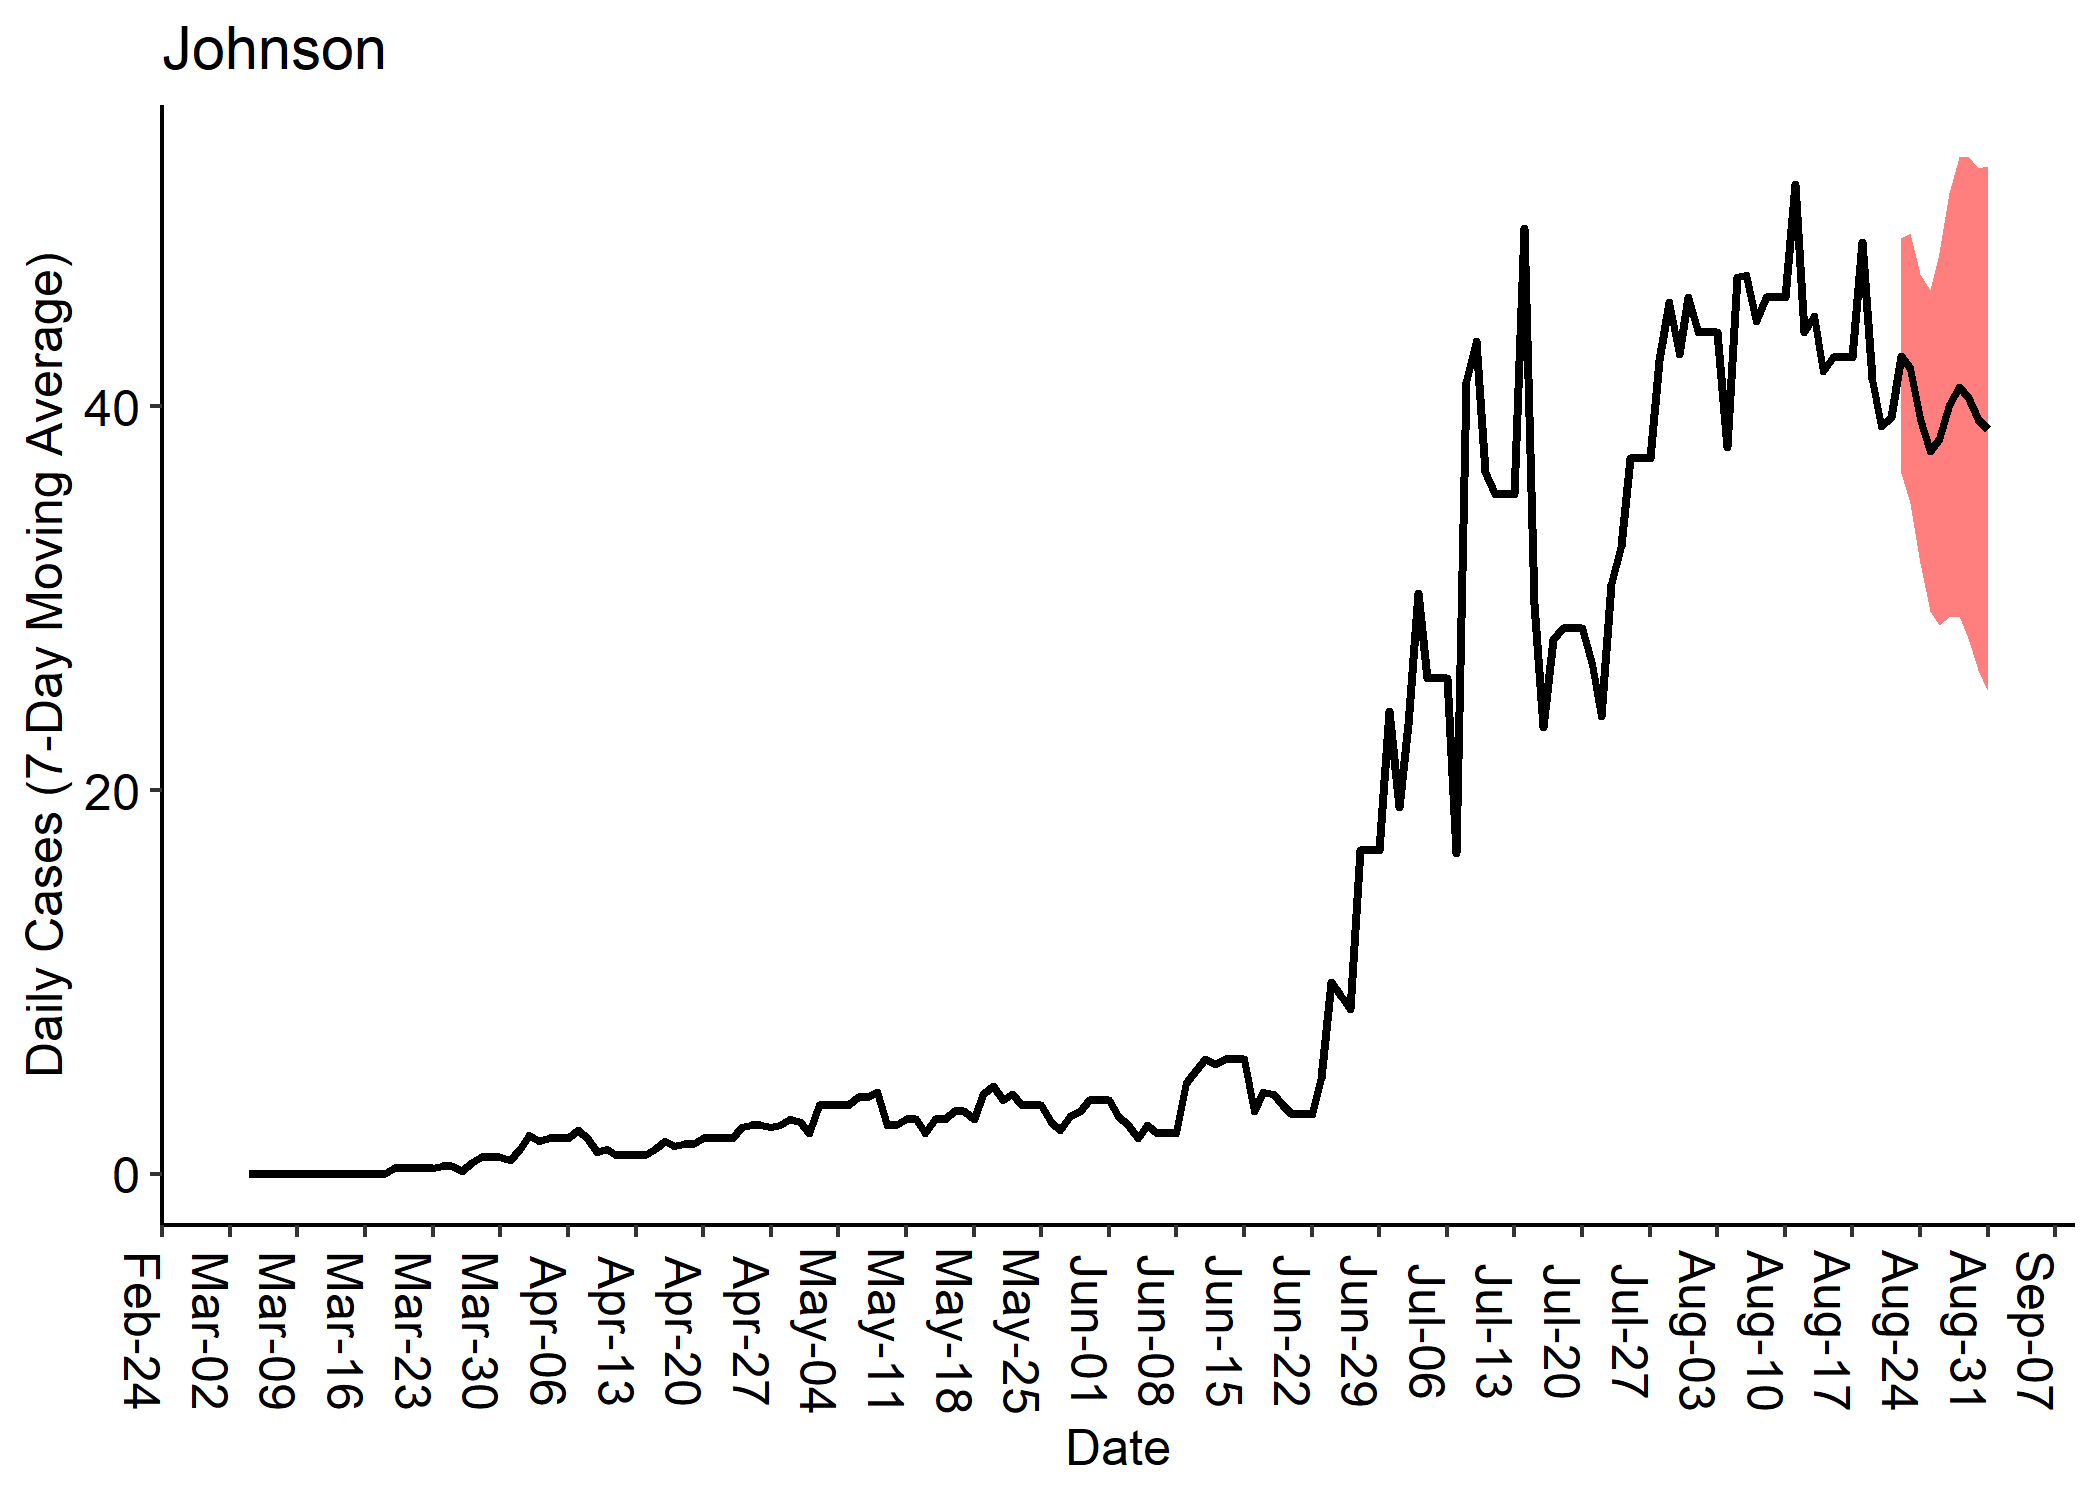 Johnson
Daily Cases (7-Day Moving Average)
40
20
0
Feb-24
Mar-02
Mar-09
Mar-16
Mar-23
Mar-30
Apr-06
Apr-13
Apr-20
Apr-27
May-04
May-11
May-18
May-25
Jun-01
Jun-08
Jun-15
Jun-22
Jun-29
Jul-06
Jul-13
Jul-20
Jul-27
Aug-03
Aug-10
Aug-17
Aug-24
Aug-31
Sep-07
Date